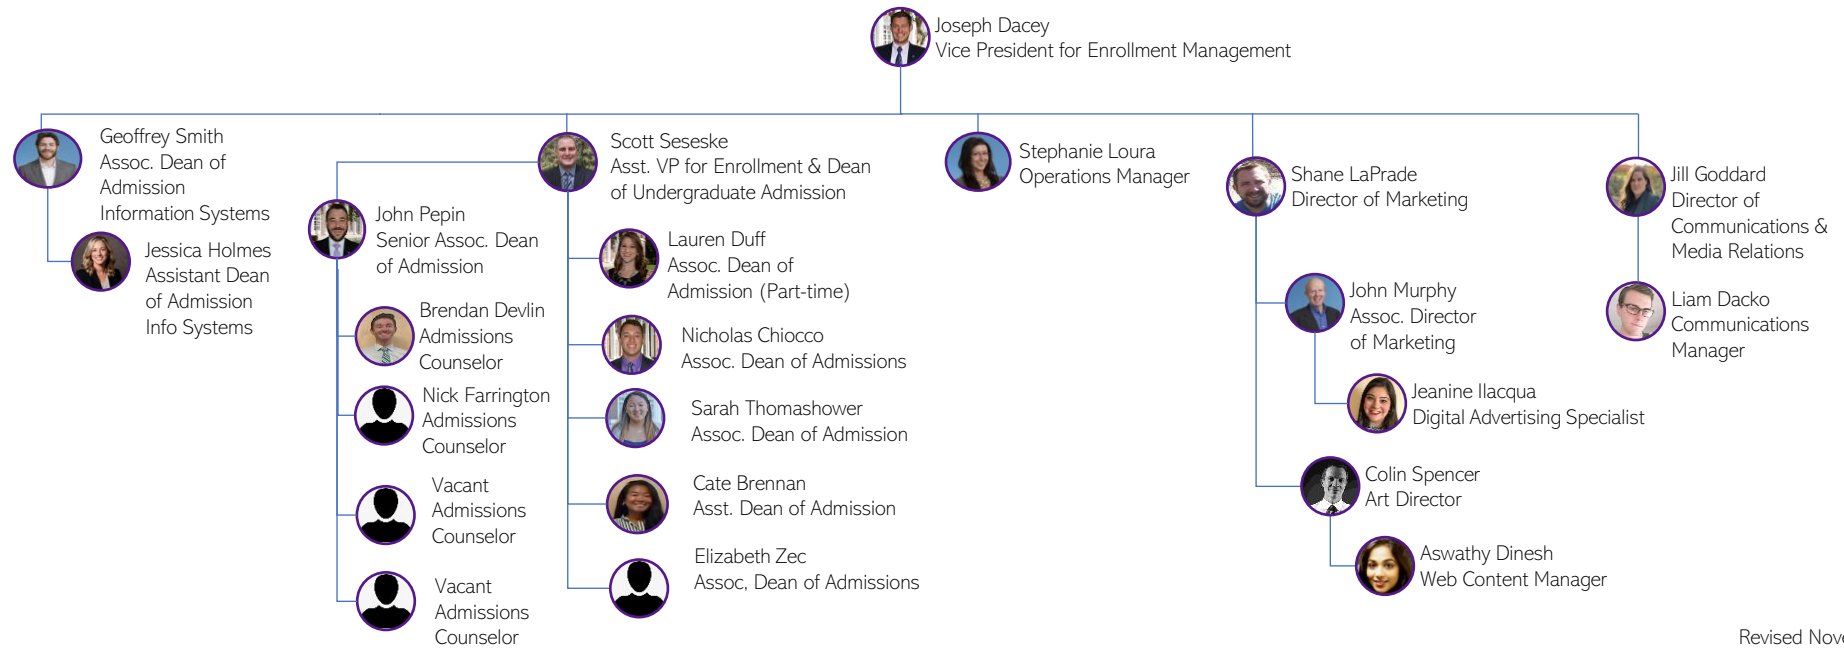 Joseph Dacey
Vice President for Enrollment Management
Geoffrey Smith
Assoc. Dean of
Admission
Information Systems
Jessica Holmes
Assistant Dean
of Admission
Info Systems
Scott Seseske
Asst. VP for Enrollment & Dean
of Undergraduate Admission
John Pepin
Senior Assoc. Dean
of Admission
Brendan Devlin
Admissions
Counselor
Nick Farrington
Admissions
Counselor
Vacant
Admissions
Counselor
Vacant
Admissions
Counselor
Lauren Duff
Assoc. Dean of
Admission (Part-time)
Nicholas Chiocco
Assoc. Dean of Admissions
Sarah Thomashower
Assoc. Dean of Admission
Cate Brennan
Asst. Dean of Admission
Elizabeth Zec
Assoc, Dean of Admissions
Stephanie Loura
Operations Manager
Shane LaPrade
Director of Marketing
John Murphy
Assoc. Director
of Marketing
Jeanine Ilacqua
Digital Advertising Specialist
Colin Spencer
Art Director
Aswathy Dinesh
Web Content Manager
Jill Goddard
Director of
Communications &
Media Relations
Liam Dacko
Communications
Manager
Revised Nove